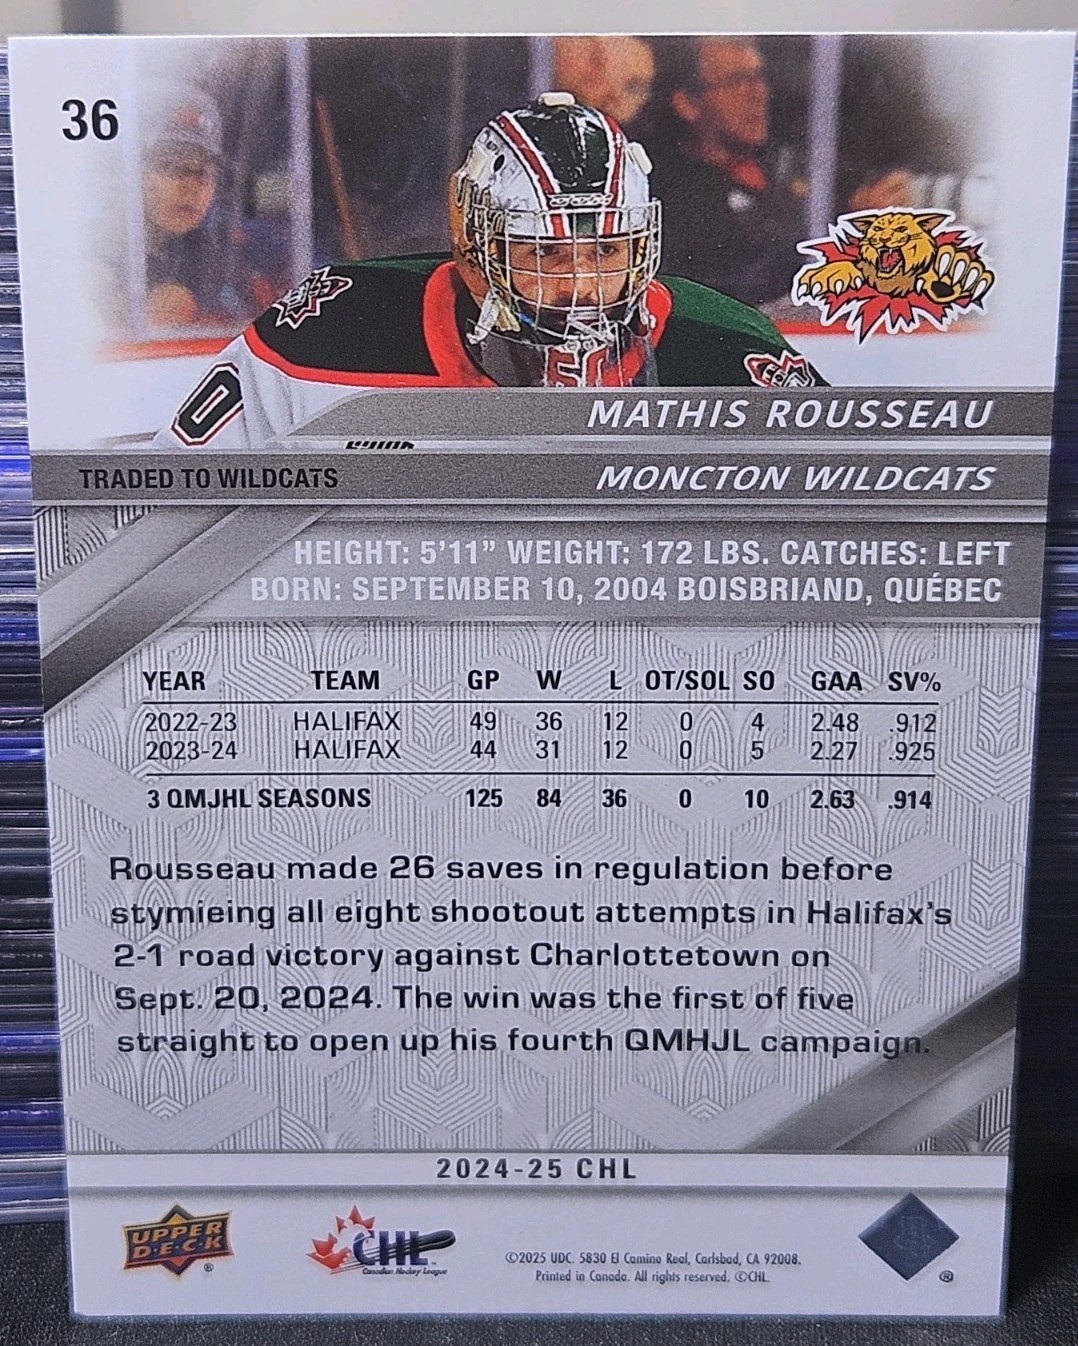 36
0
50
MATHIS ROUSSEAU
TRADED TO WILDCATS
MONCTON WILDCATS
HEIGHT: 5'11" WEIGHT: 172 LBS. CATCHES: LEFT
BORN: SEPTEMBER 10, 2004 BOISBRIAND, QUÉBEC
YEAR TEAM GP W L OT/SOL SO GAA SV%
2022-23 HALIFAX 49 36 12 0 4 2.48 .912
2023-24 HALIFAX 44 31 12 0 5 2.27 .925
3 QMJHL SEASONS 125 84 36 0 10 2.63 .914
Rousseau made 26 saves in regulation before
stymieing all eight shootout attempts in Halifax's
2-1 road victory against Charlottetown on
Sept. 20, 2024. The win was the first of five
straight to open up his fourth QMHJL campaign.
2024-25 CHL
UPPER
DECK®
CHL™
Canadian Hockey League
©2025 UDC. 5830 El Camino Real, Carlsbad, CA 92008.
Printed in Canada. All rights reserved. ©CHL.
®